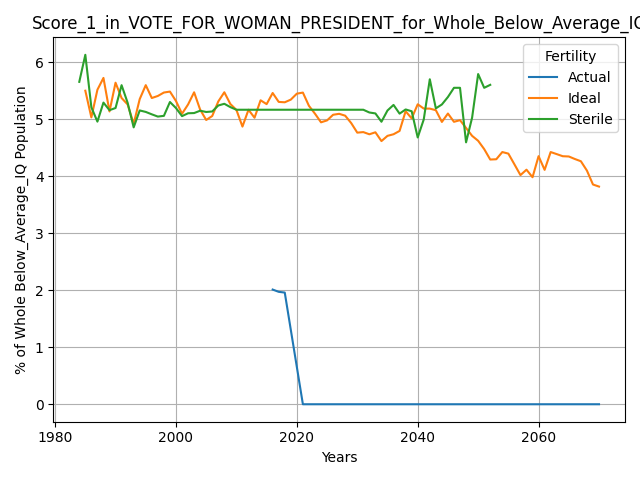 Score_1_in_VOTE_FOR_WOMAN_PRESIDENT_for_Whole_Below_Average_IQ
% of Whole Below_Average_IQ Population
6
5
4
3
2
1
0
Fertility
Actual
Ideal
Sterile
1980 2000 2020 2040 2060
Years